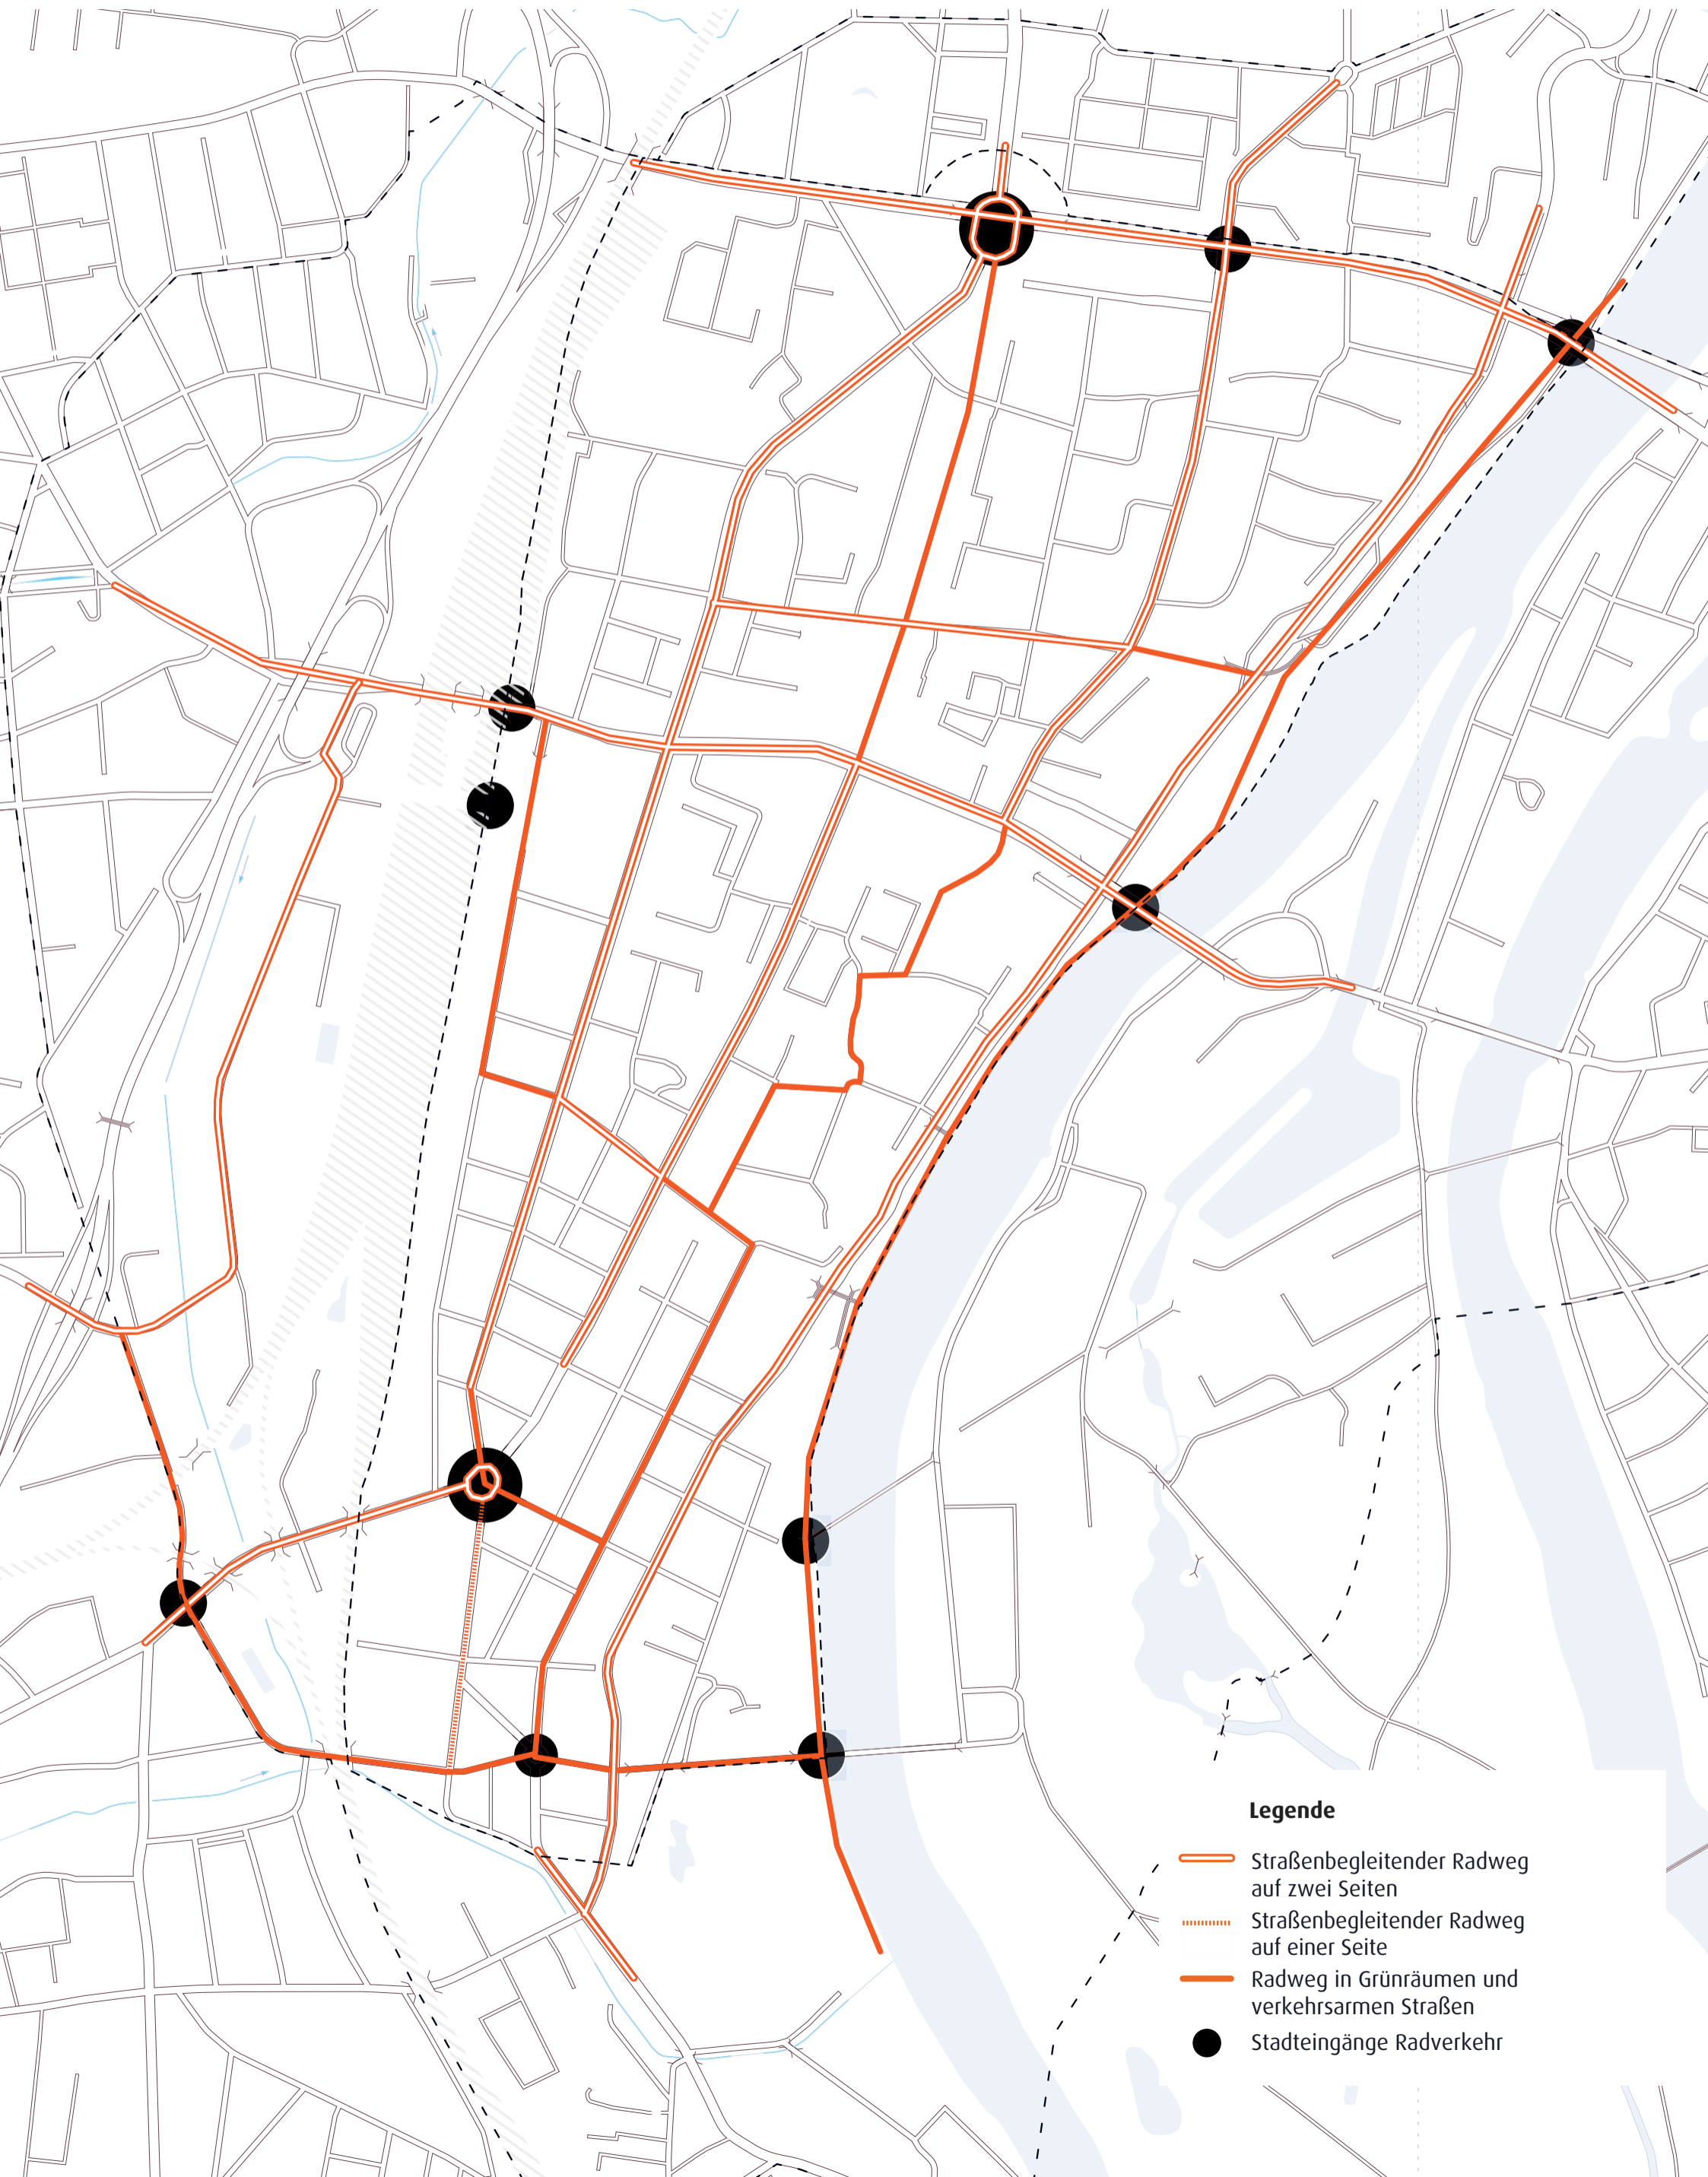 Legende
Straßenbegleitender Radweg
auf zwei Seiten
Straßenbegleitender Radweg
auf einer Seite
Radweg in Grünräumen und
verkehrsarmen Straßen
Stadteingänge Radverkehr